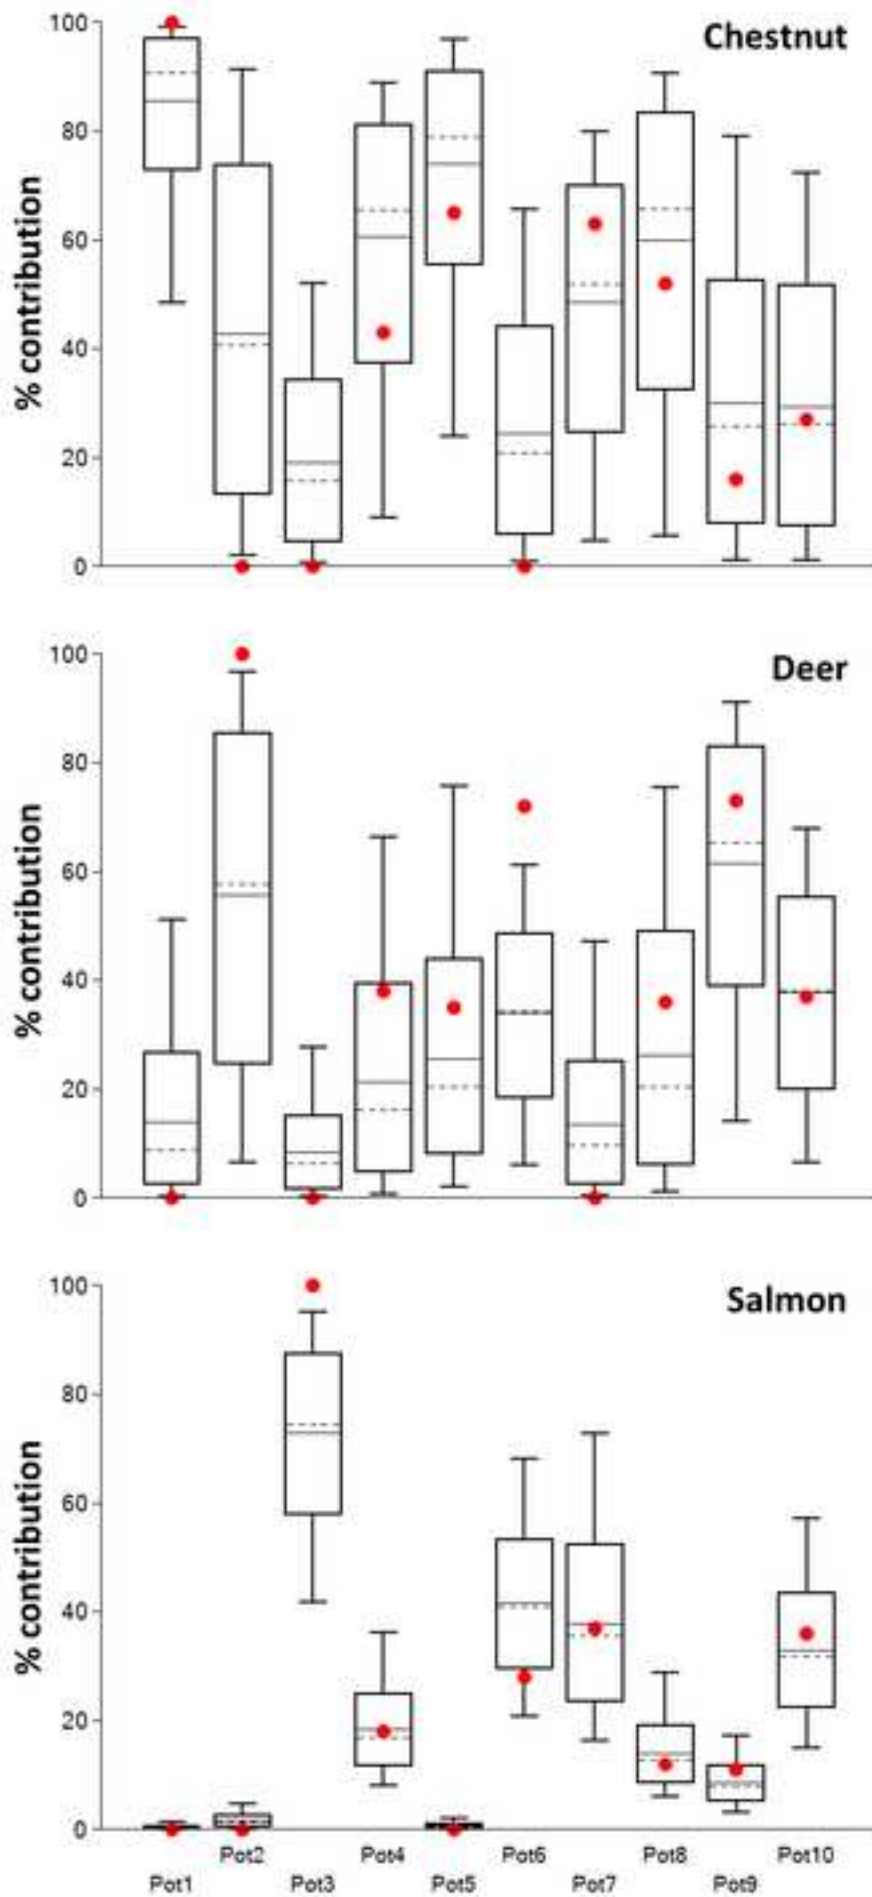 Chestnut
% contribution
100
80
60
40
20
0
Deer
% contribution
100
80
60
40
20
0
Salmon
% contribution
100
80
60
40
20
0
Pot2 Pot4 Pot6 Pot8 Pot10
Pot1 Pot3 Pot5 Pot7 Pot9